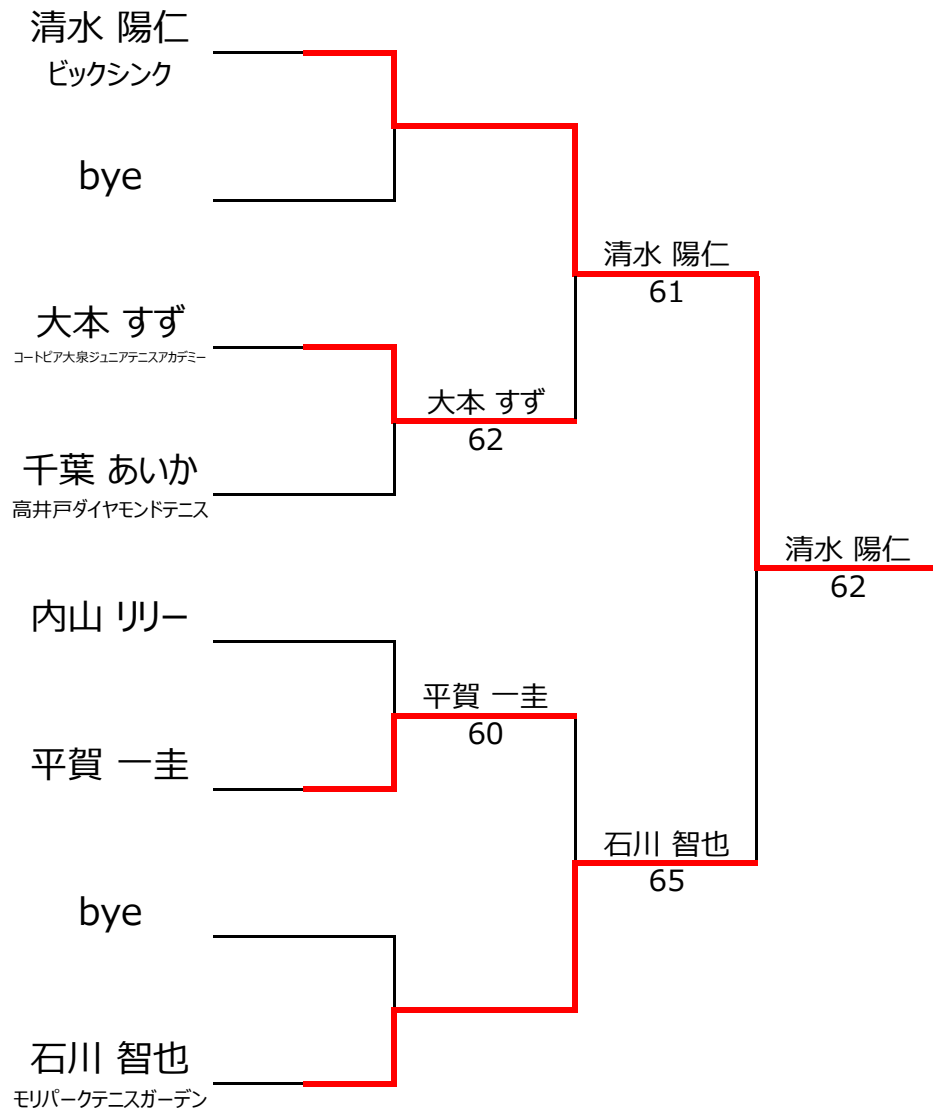 清水 陽仁
ビックシンク
bye
大本 すず
コートピア大泉ジュニアテニスアカデミー
千葉 あいか
高井戸ダイヤモンドテニス
内山 リリー
平賀 一圭
bye
石川 智也
モリパークテニスガーデン
大本 すず
62
平賀 一圭
60
清水 陽仁
61
石川 智也
65
清水 陽仁
62